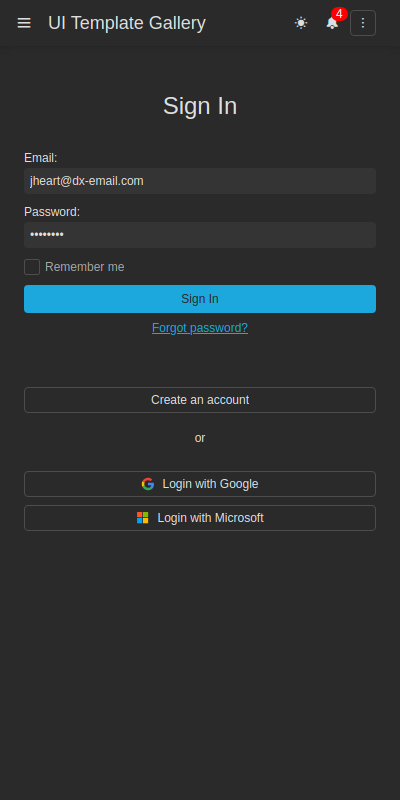 UI Template Gallery
4
Sign In
Email:
jheart@dx-email.com
Password:
••••••••
Remember me
Sign In
Forgot password?
Create an account
or
Login with Google
Login with Microsoft